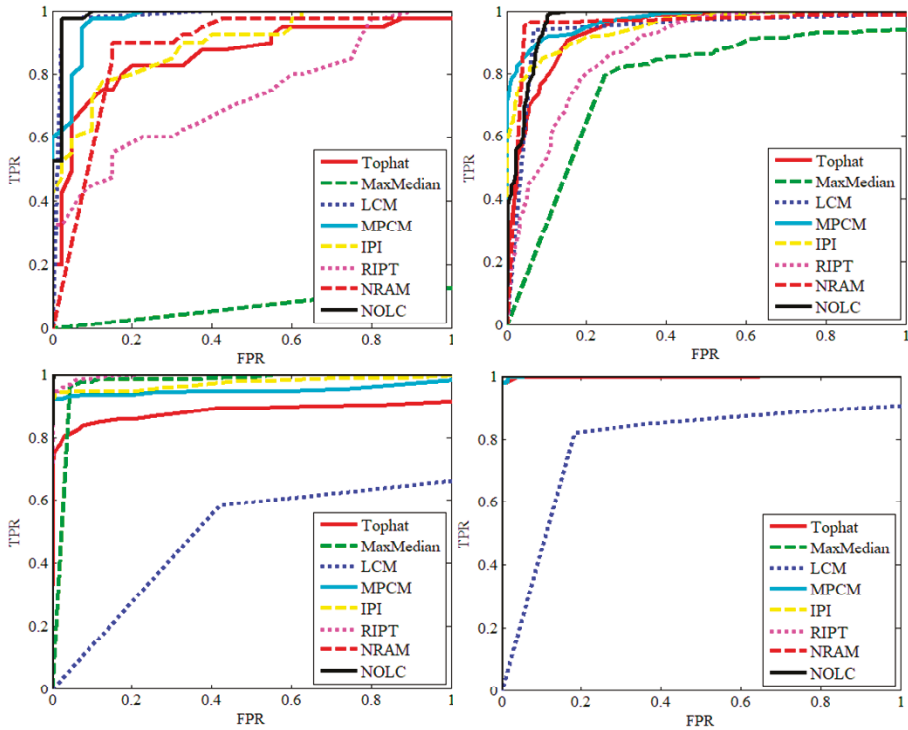 1
0.8
0.6
0.4
0.2
0
TPR
0
0.2
0.4
0.6
0.8
1
FPR
Tophat
MaxMedian
LCM
MPCM
IPI
RIPT
NRAM
NOLC
1
0.8
0.6
0.4
0.2
0
TPR
0
0.2
0.4
0.6
0.8
1
FPR
Tophat
MaxMedian
LCM
MPCM
IPI
RIPT
NRAM
NOLC
1
0.8
0.6
0.4
0.2
0
TPR
0
0.2
0.4
0.6
0.8
1
FPR
Tophat
MaxMedian
LCM
MPCM
IPI
RIPT
NRAM
NOLC
1
0.8
0.6
0.4
0.2
0
TPR
0
0.2
0.4
0.6
0.8
1
FPR
Tophat
MaxMedian
LCM
MPCM
IPI
RIPT
NRAM
NOLC